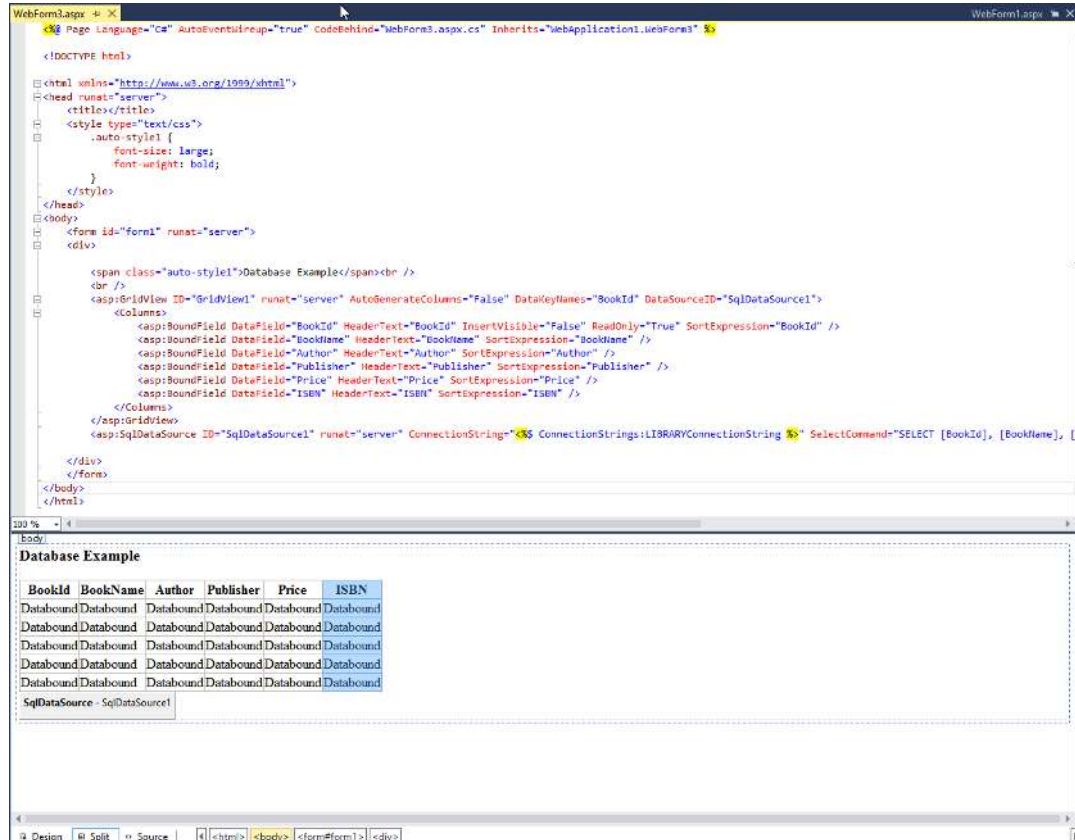 WebForm3.aspx
WebForm1.aspx
<%@ Page Language="C#" AutoEventWireup="true" CodeBehind="WebForm3.aspx.cs" Inherits="WebApplication1.WebForm3" %>
<!DOCTYPE html>
<html xmlns="http://www.w3.org/1999/xhtml">
<head runat="server">
<title></title>
<style type="text/css">
.auto-style1 {
font-size: large;
font-weight: bold;
}
</style>
</head>
<body>
<form id="form1" runat="server">
<div>
<span class="auto-style1">Database Example</span><br />
<br />
<asp:GridView ID="GridView1" runat="server" AutoGenerateColumns="False" DataKeyNames="BookId" DataSourceID="SqlDataSource1">
<Columns>
<asp:BoundField DataField="BookId" HeaderText="BookId" InsertVisible="False" ReadOnly="True" SortExpression="BookId" />
<asp:BoundField DataField="BookName" HeaderText="BookName" SortExpression="BookName" />
<asp:BoundField DataField="Author" HeaderText="Author" SortExpression="Author" />
<asp:BoundField DataField="Publisher" HeaderText="Publisher" SortExpression="Publisher" />
<asp:BoundField DataField="Price" HeaderText="Price" SortExpression="Price" />
<asp:BoundField DataField="ISBN" HeaderText="ISBN" SortExpression="ISBN" />
</Columns>
</asp:GridView>
<asp:SqlDataSource ID="SqlDataSource1" runat="server" ConnectionString="<%$ ConnectionStrings:LIBRARYConnectionString %>" SelectCommand="SELECT [BookId], [BookName], [
</div>
</form>
</body>
</html>
100 %
body
Database Example
BookId BookName Author Publisher Price ISBN
Databound Databound Databound Databound Databound Databound
Databound Databound Databound Databound Databound Databound
Databound Databound Databound Databound Databound Databound
Databound Databound Databound Databound Databound Databound
Databound Databound Databound Databound Databound Databound
SqlDataSource - SqlDataSource1
Design Split Source <html> <body> <form#form1> <div>